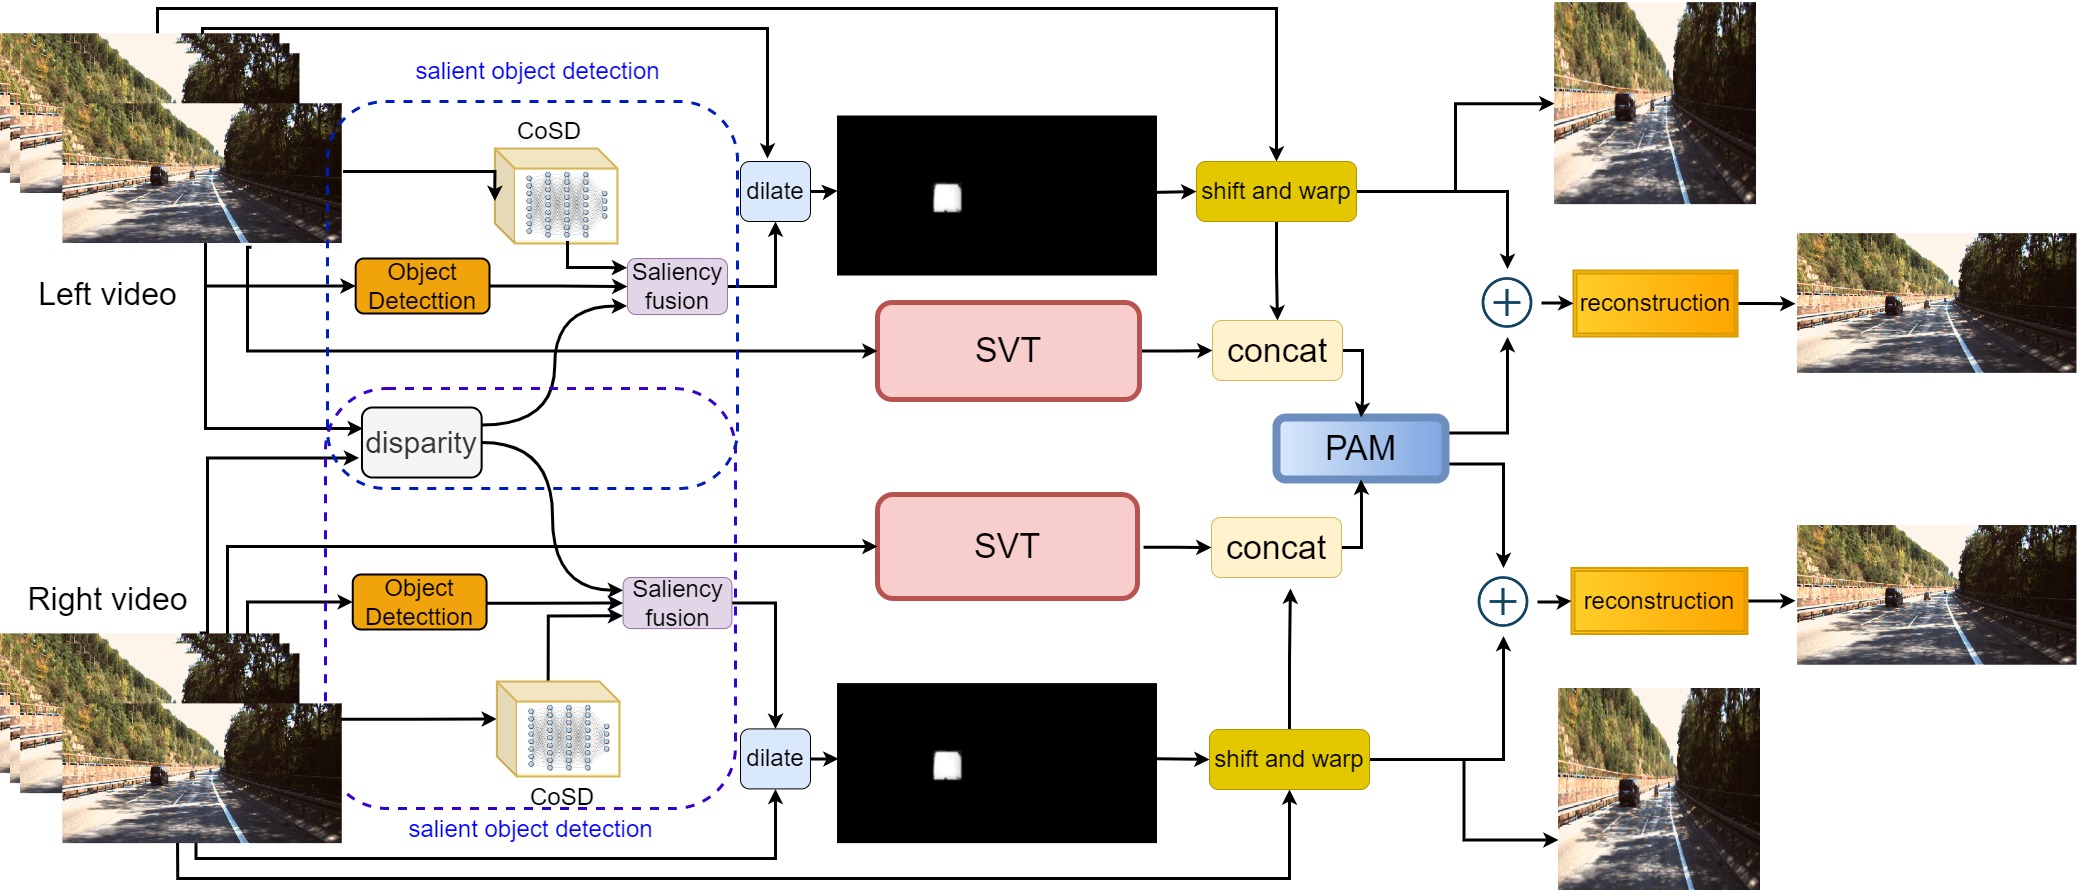 salient object detection
CoSD
dilate
shift and warp
Object
Detecttion
Saliency
fusion
Left video
reconstruction
SVT
concat
disparity
PAM
SVT
concat
Right video
Object
Detecttion
Saliency
fusion
reconstruction
dilate
shift and warp
CoSD
salient object detection